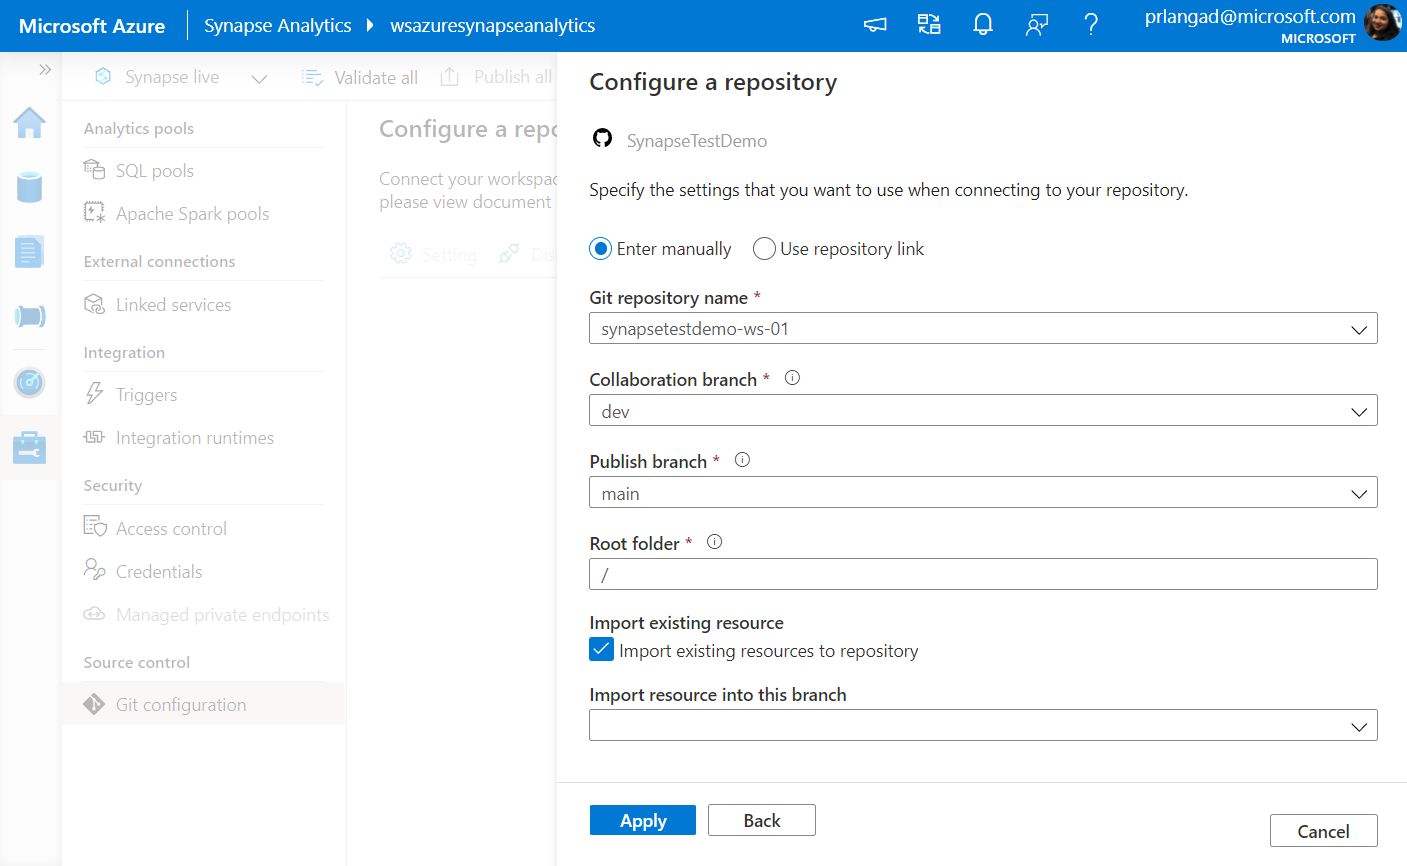 Microsoft Azure
Synapse Analytics
wsazuresynapseanalytics
prlangad@microsoft.com
MICROSOFT
Synapse live
Validate all
Publish all
Analytics pools
SQL pools
Apache Spark pools
External connections
Linked services
Integration
Triggers
Integration runtimes
Security
Access control
Credentials
Managed private endpoints
Source control
Git configuration
Configure a repo
Connect your workspac
please view document
Setting
Dis
Configure a repository
SynapseTestDemo
Specify the settings that you want to use when connecting to your repository.
Enter manually
Use repository link
Git repository name *
synapsetestdemo-ws-01
Collaboration branch *
dev
Publish branch *
main
Root folder *
/
Import existing resource
Import existing resources to repository
Import resource into this branch
Apply
Back
Cancel